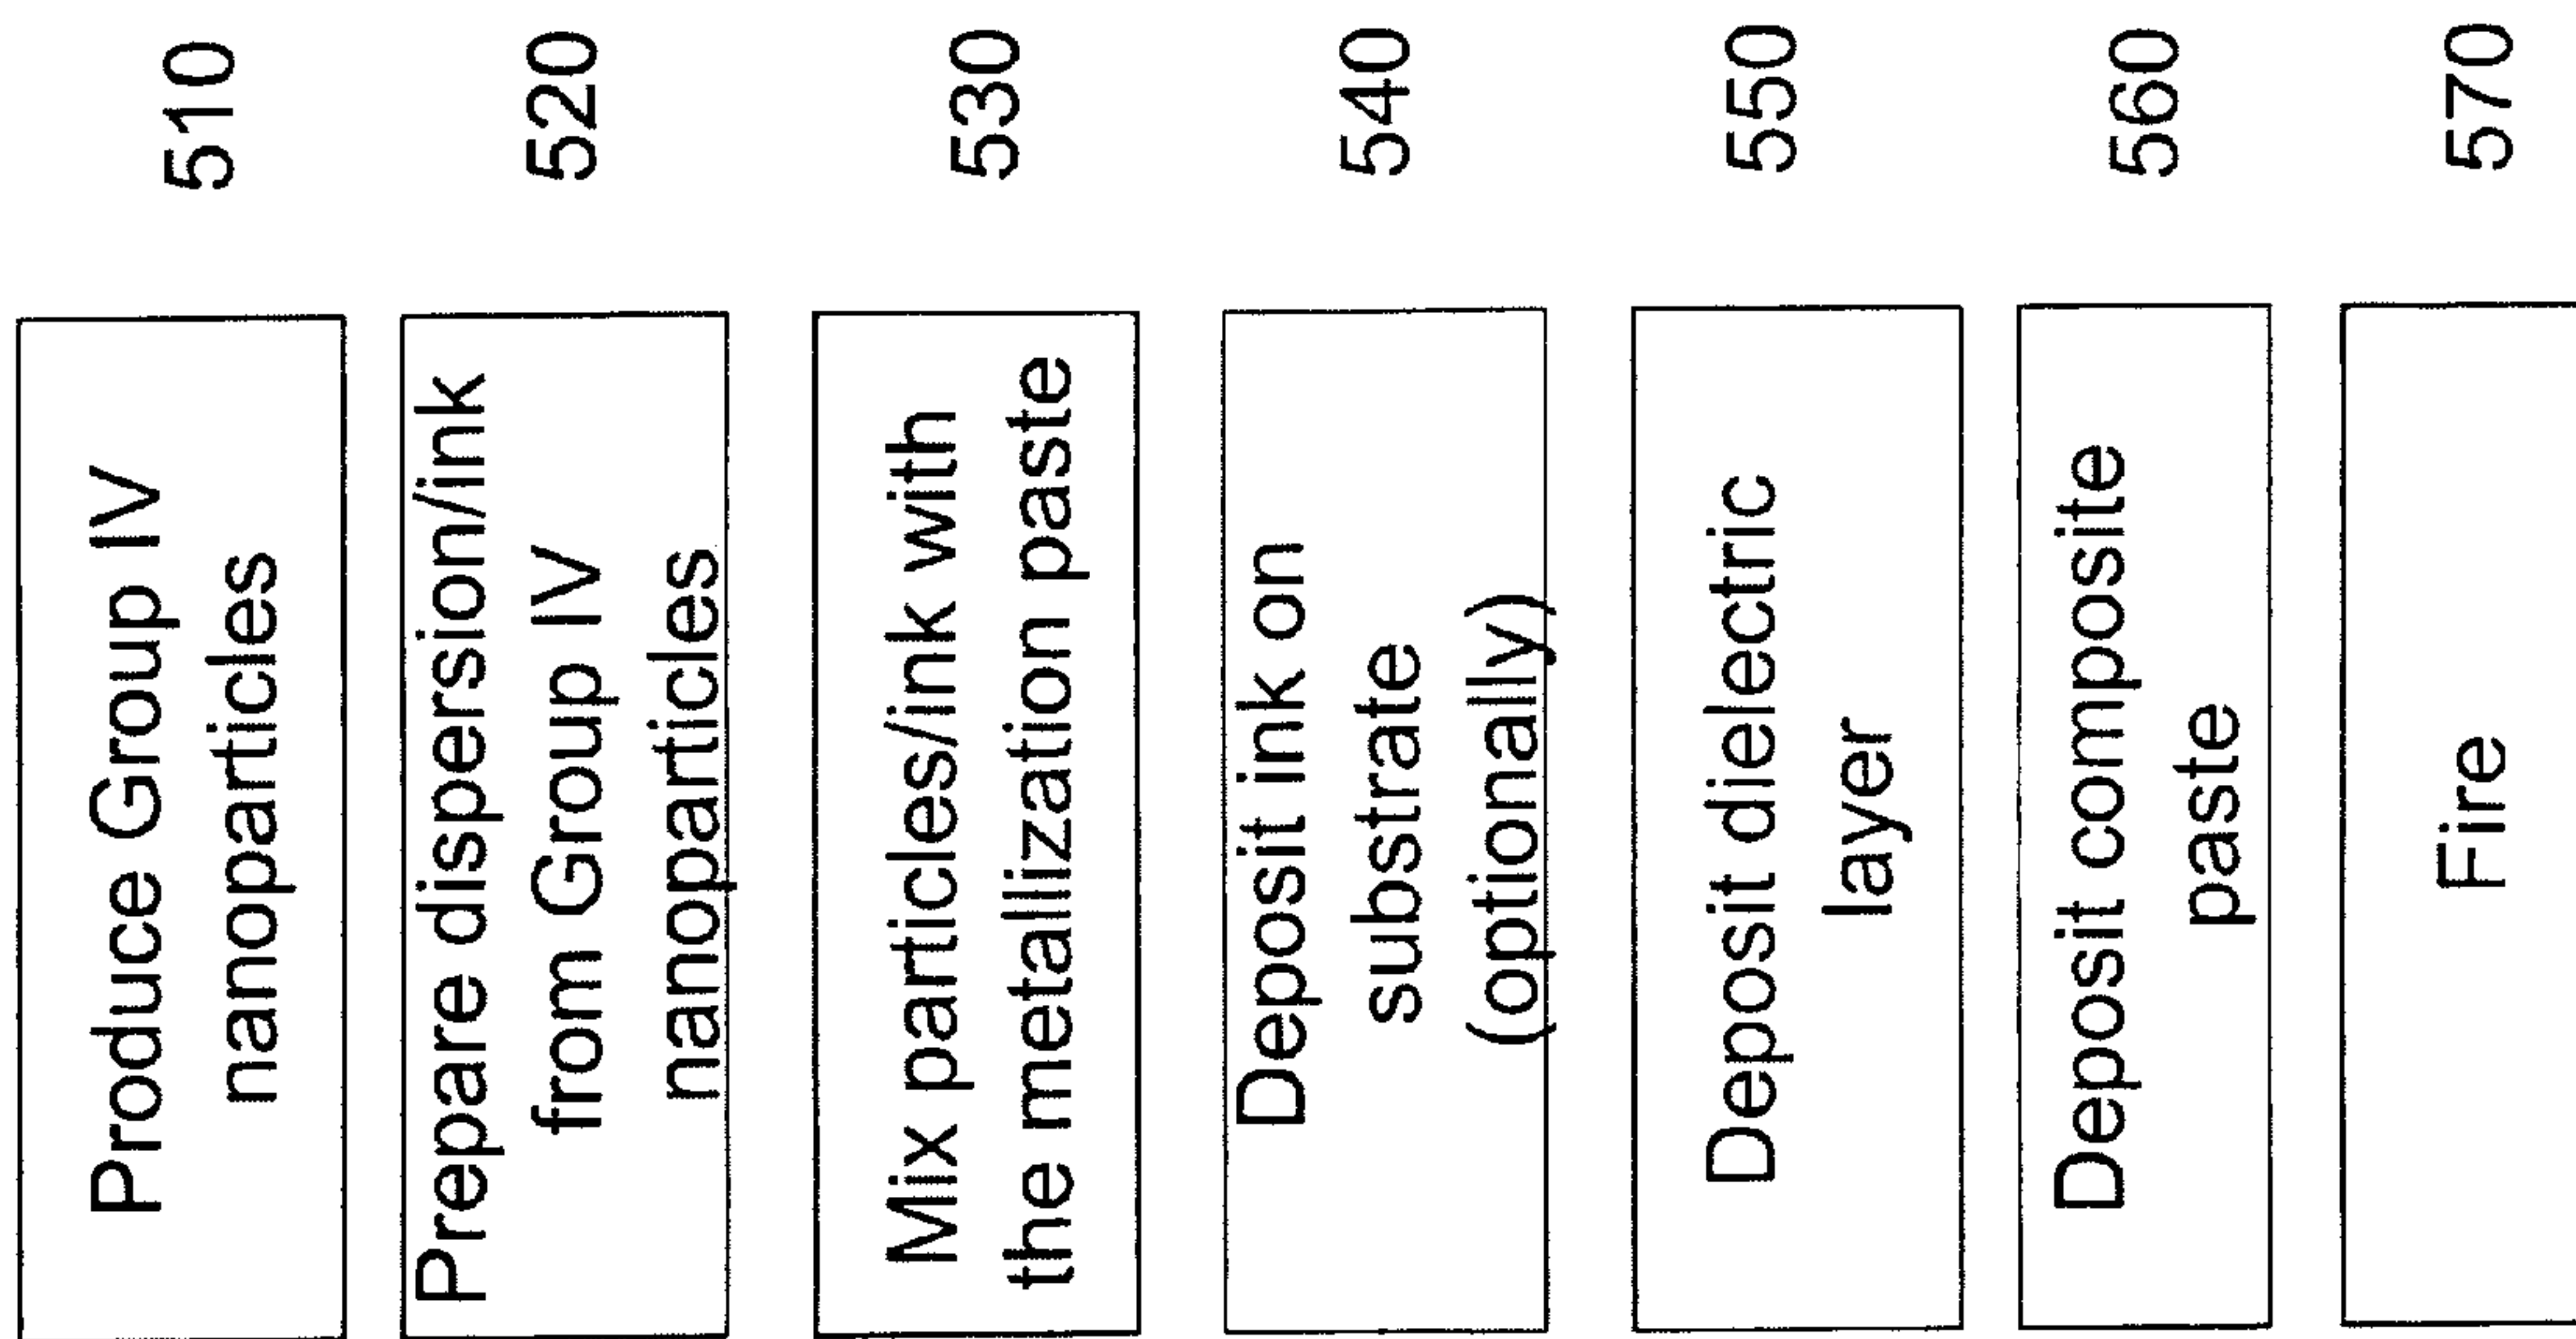 Produce Group IV
nanoparticles
510
Prepare dispersion/ink
from Group IV
nanoparticles
520
Mix particles/ink with
the metallization paste
530
Deposit ink on
substrate
(optionally)
540
Deposit dielectric
layer
550
Deposit composite
paste
560
Fire
570